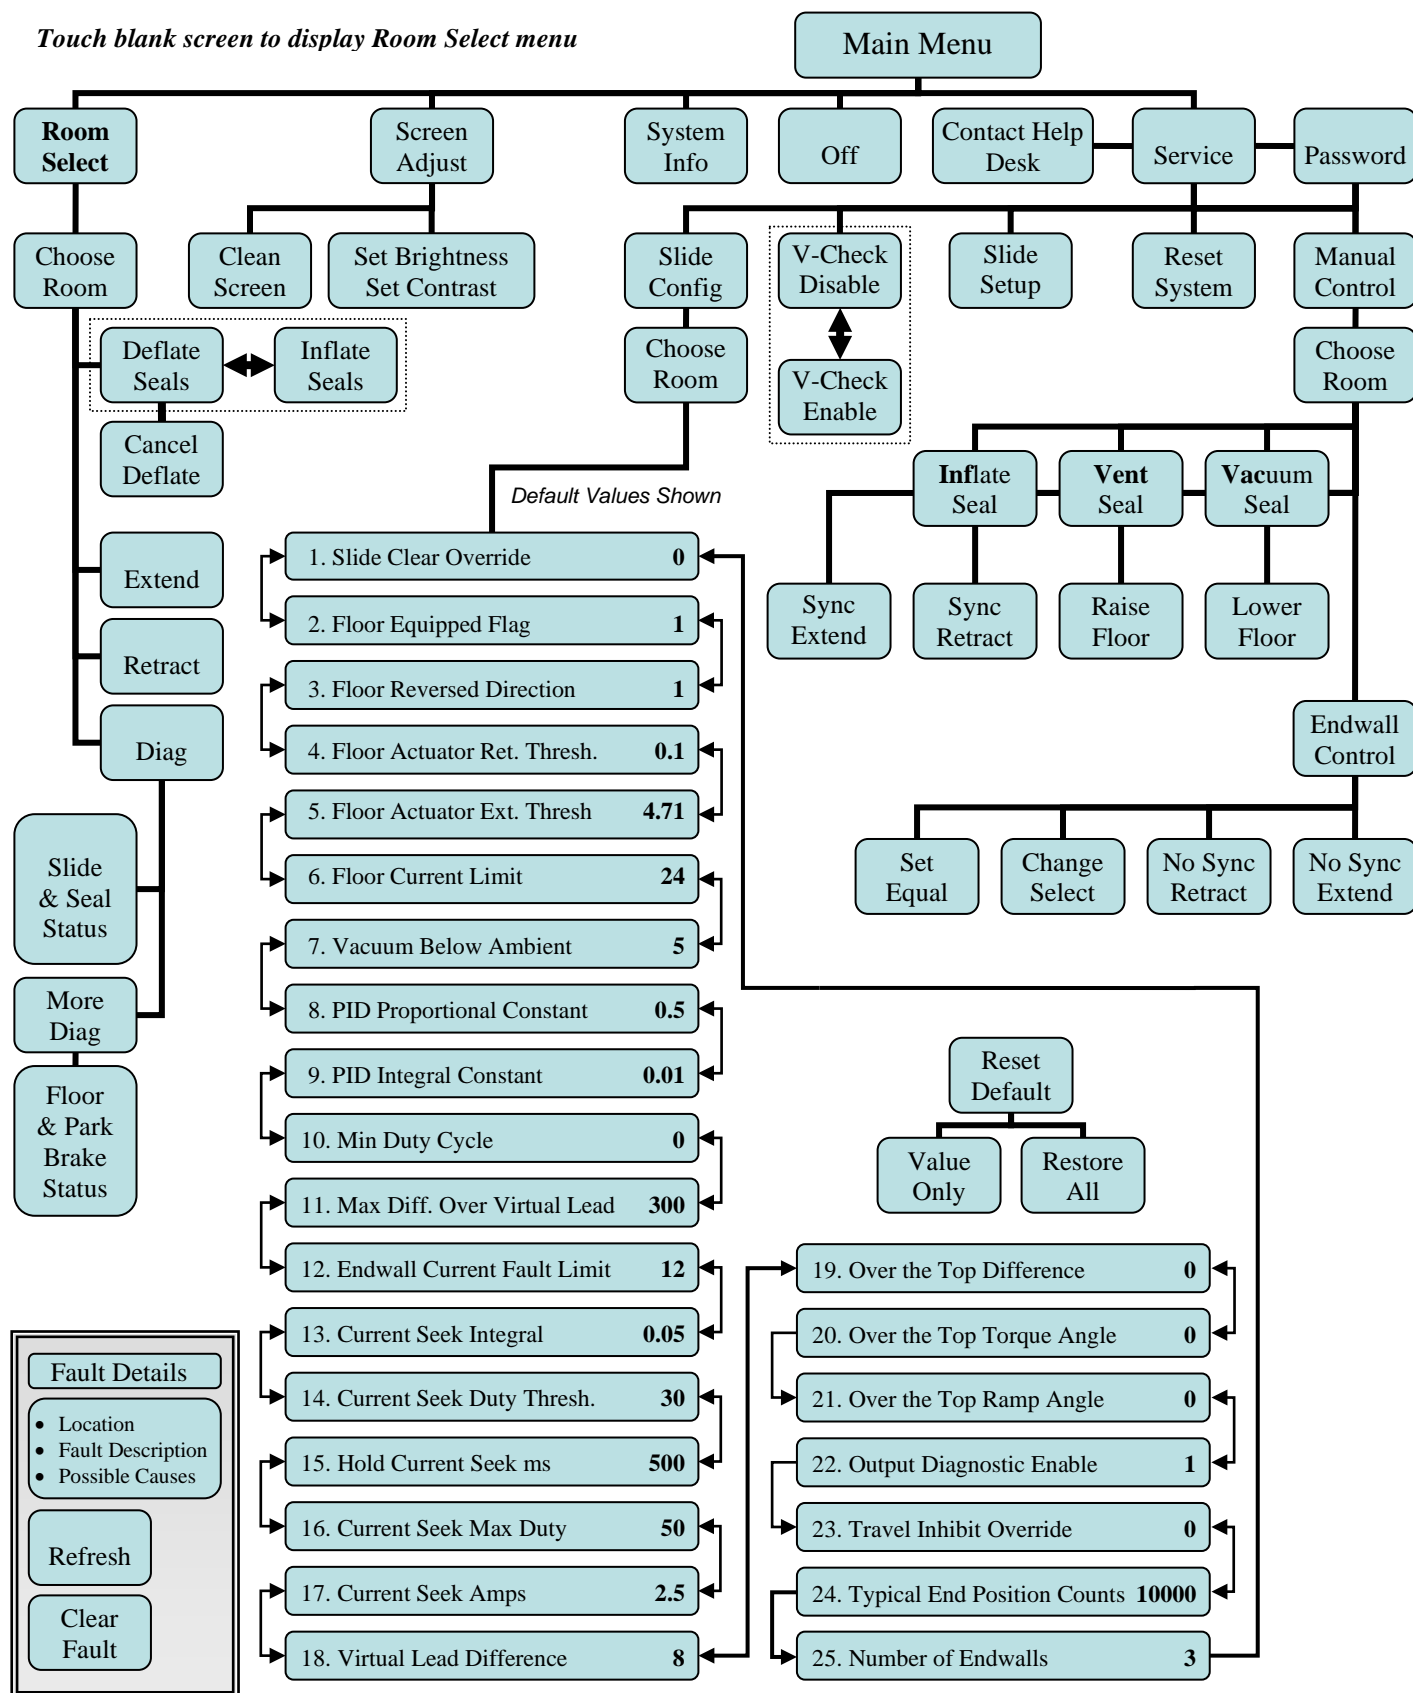 Touch blank screen to display Room Select menu
Main Menu
Room
Select
Screen
Adjust
System
Info
Off
Contact Help
Desk
Service
Password
Choose
Room
Clean
Screen
Set Brightness
Set Contrast
Slide
Config
V-Check
Disable
Slide
Setup
Reset
System
Manual
Control
Deflate
Seals
Inflate
Seals
Choose
Room
V-Check
Enable
Choose
Room
Cancel
Deflate
Inflate
Seal
Vent
Seal
Vacuum
Seal
Default Values Shown
Extend
Retract
Diag
Sync
Extend
Sync
Retract
Raise
Floor
Lower
Floor
Endwall
Control
Set
Equal
Change
Select
No Sync
Retract
No Sync
Extend
Slide
& Seal
Status
More
Diag
Floor
& Park
Brake
Status
1. Slide Clear Override 0
2. Floor Equipped Flag 1
3. Floor Reversed Direction 1
4. Floor Actuator Ret. Thresh. 0.1
5. Floor Actuator Ext. Thresh 4.71
6. Floor Current Limit 24
7. Vacuum Below Ambient 5
8. PID Proportional Constant 0.5
9. PID Integral Constant 0.01
10. Min Duty Cycle 0
11. Max Diff. Over Virtual Lead 300
12. Endwall Current Fault Limit 12
13. Current Seek Integral 0.05
14. Current Seek Duty Thresh. 30
15. Hold Current Seek ms 500
16. Current Seek Max Duty 50
17. Current Seek Amps 2.5
18. Virtual Lead Difference 8
Reset
Default
Value
Only
Restore
All
19. Over the Top Difference 0
20. Over the Top Torque Angle 0
21. Over the Top Ramp Angle 0
22. Output Diagnostic Enable 1
23. Travel Inhibit Override 0
24. Typical End Position Counts 10000
25. Number of Endwalls 3
Fault Details
• Location
• Fault Description
• Possible Causes
Refresh
Clear
Fault